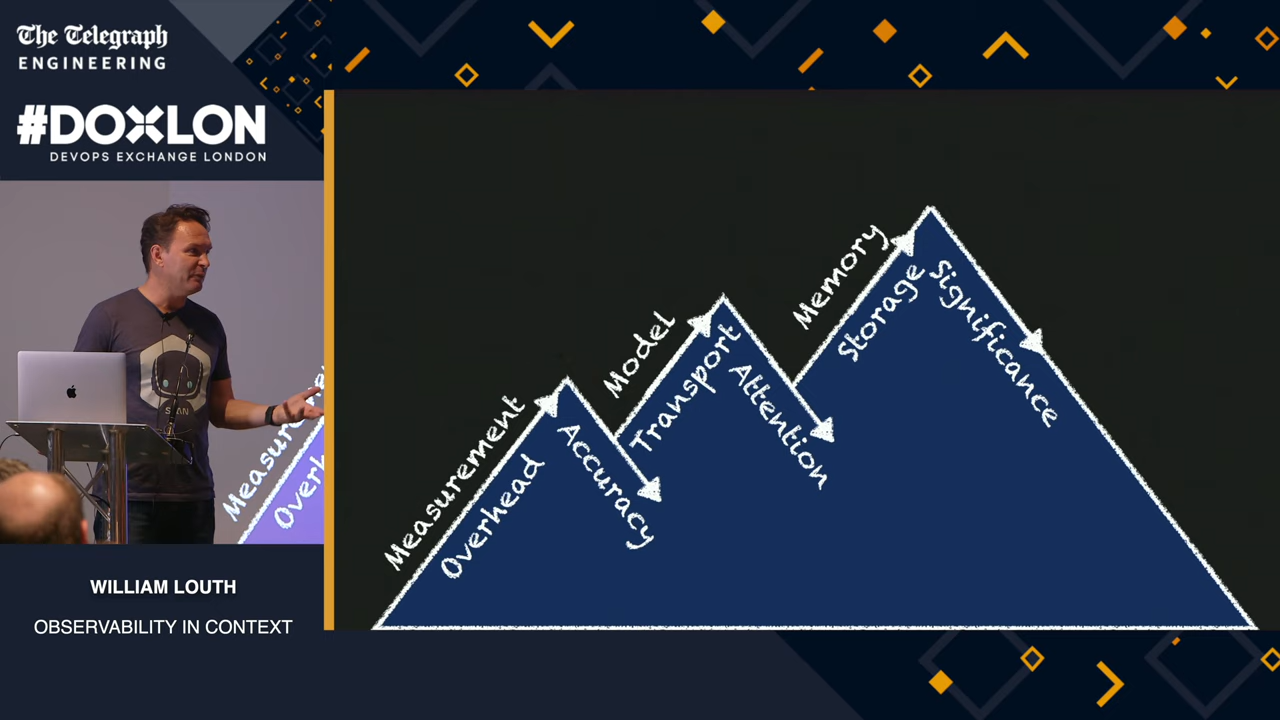 The Telegraph
ENGINEERING
#DOXLON
DEVOPS EXCHANGE LONDON
WILLIAM LOUTH
OBSERVABILITY IN CONTEXT
Measurement
Overhead
Accuracy
Model
Transport
Attention
Memory
Storage
Significance